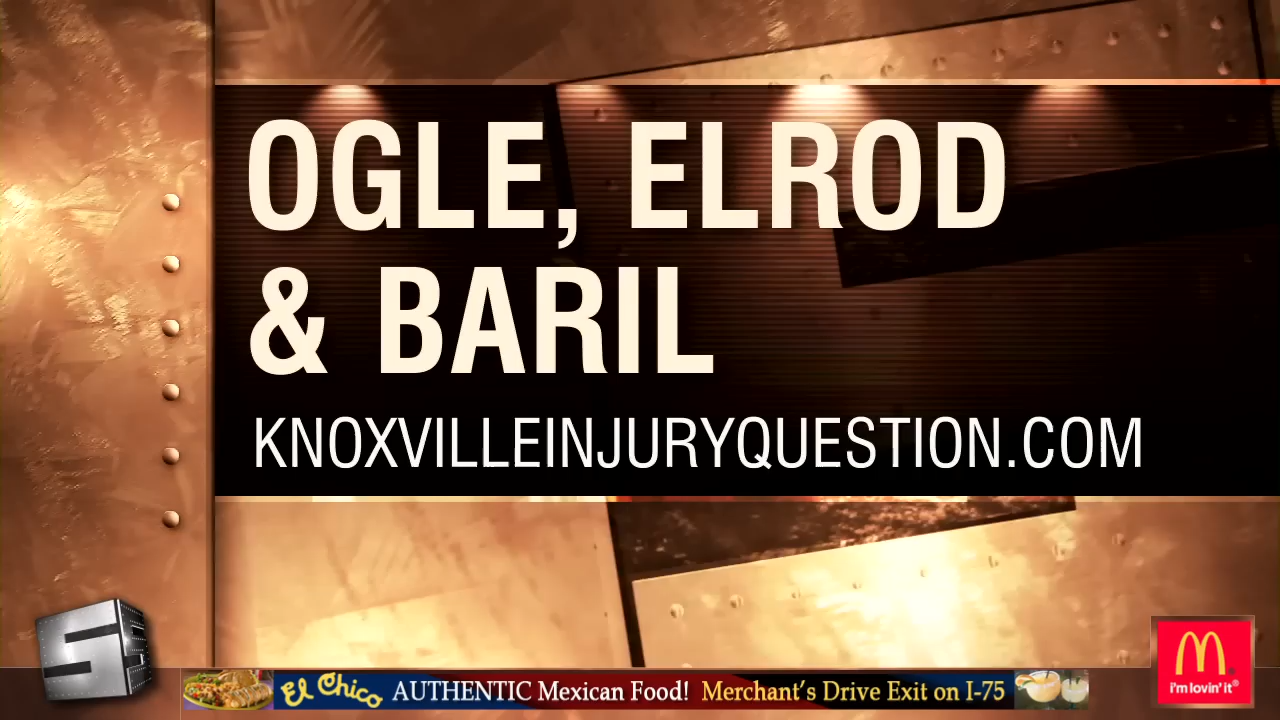 OGLE, ELROD
& BARIL
KNOXVILLEINJURYQUESTION.COM
S
El Chico AUTHENTIC Mexican Food! Merchant's Drive Exit on I-75
M
i'm lovin' it®